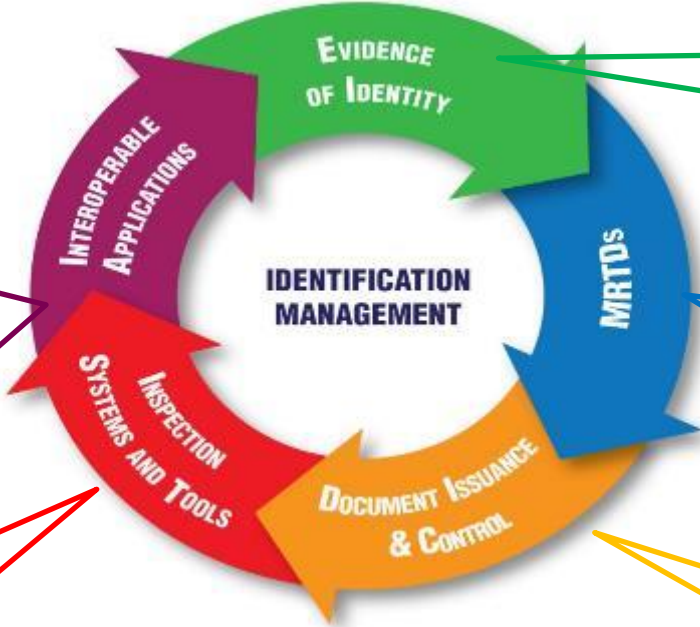 EVIDENCE
OF IDENTITY
MRTDs
DOCUMENT ISSUANCE
& CONTROL
INSPECTION
SYSTEMS AND TOOLS
INTEROPERABLE
APPLICATIONS
IDENTIFICATION
MANAGEMENT